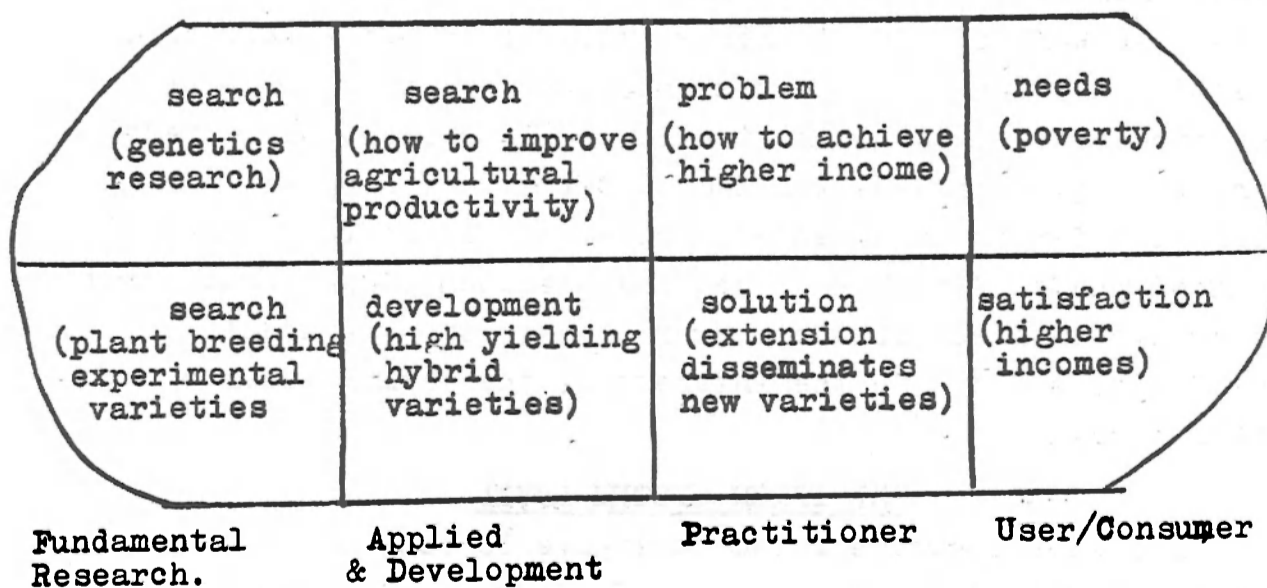 search
(genetics
research)
search
(how to improve
agricultural
productivity)
problem
(how to achieve
higher income)
needs
(poverty)
search
(plant breeding
experimental
varieties
development
(high yielding
hybrid
varieties)
solution
(extension
disseminates
new varieties)
satisfaction
(higher
incomes)
Fundamental
Research.
Applied
& Development
Practitioner
User/Consumer